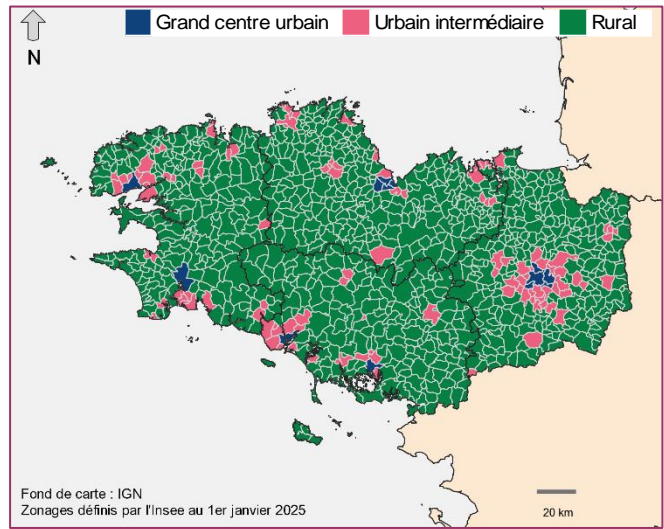 Grand centre urbain Urbain intermédiaire Rural
N
Fond de carte : IGN
Zonages définis par l'Insee au 1er janvier 2025
20 km